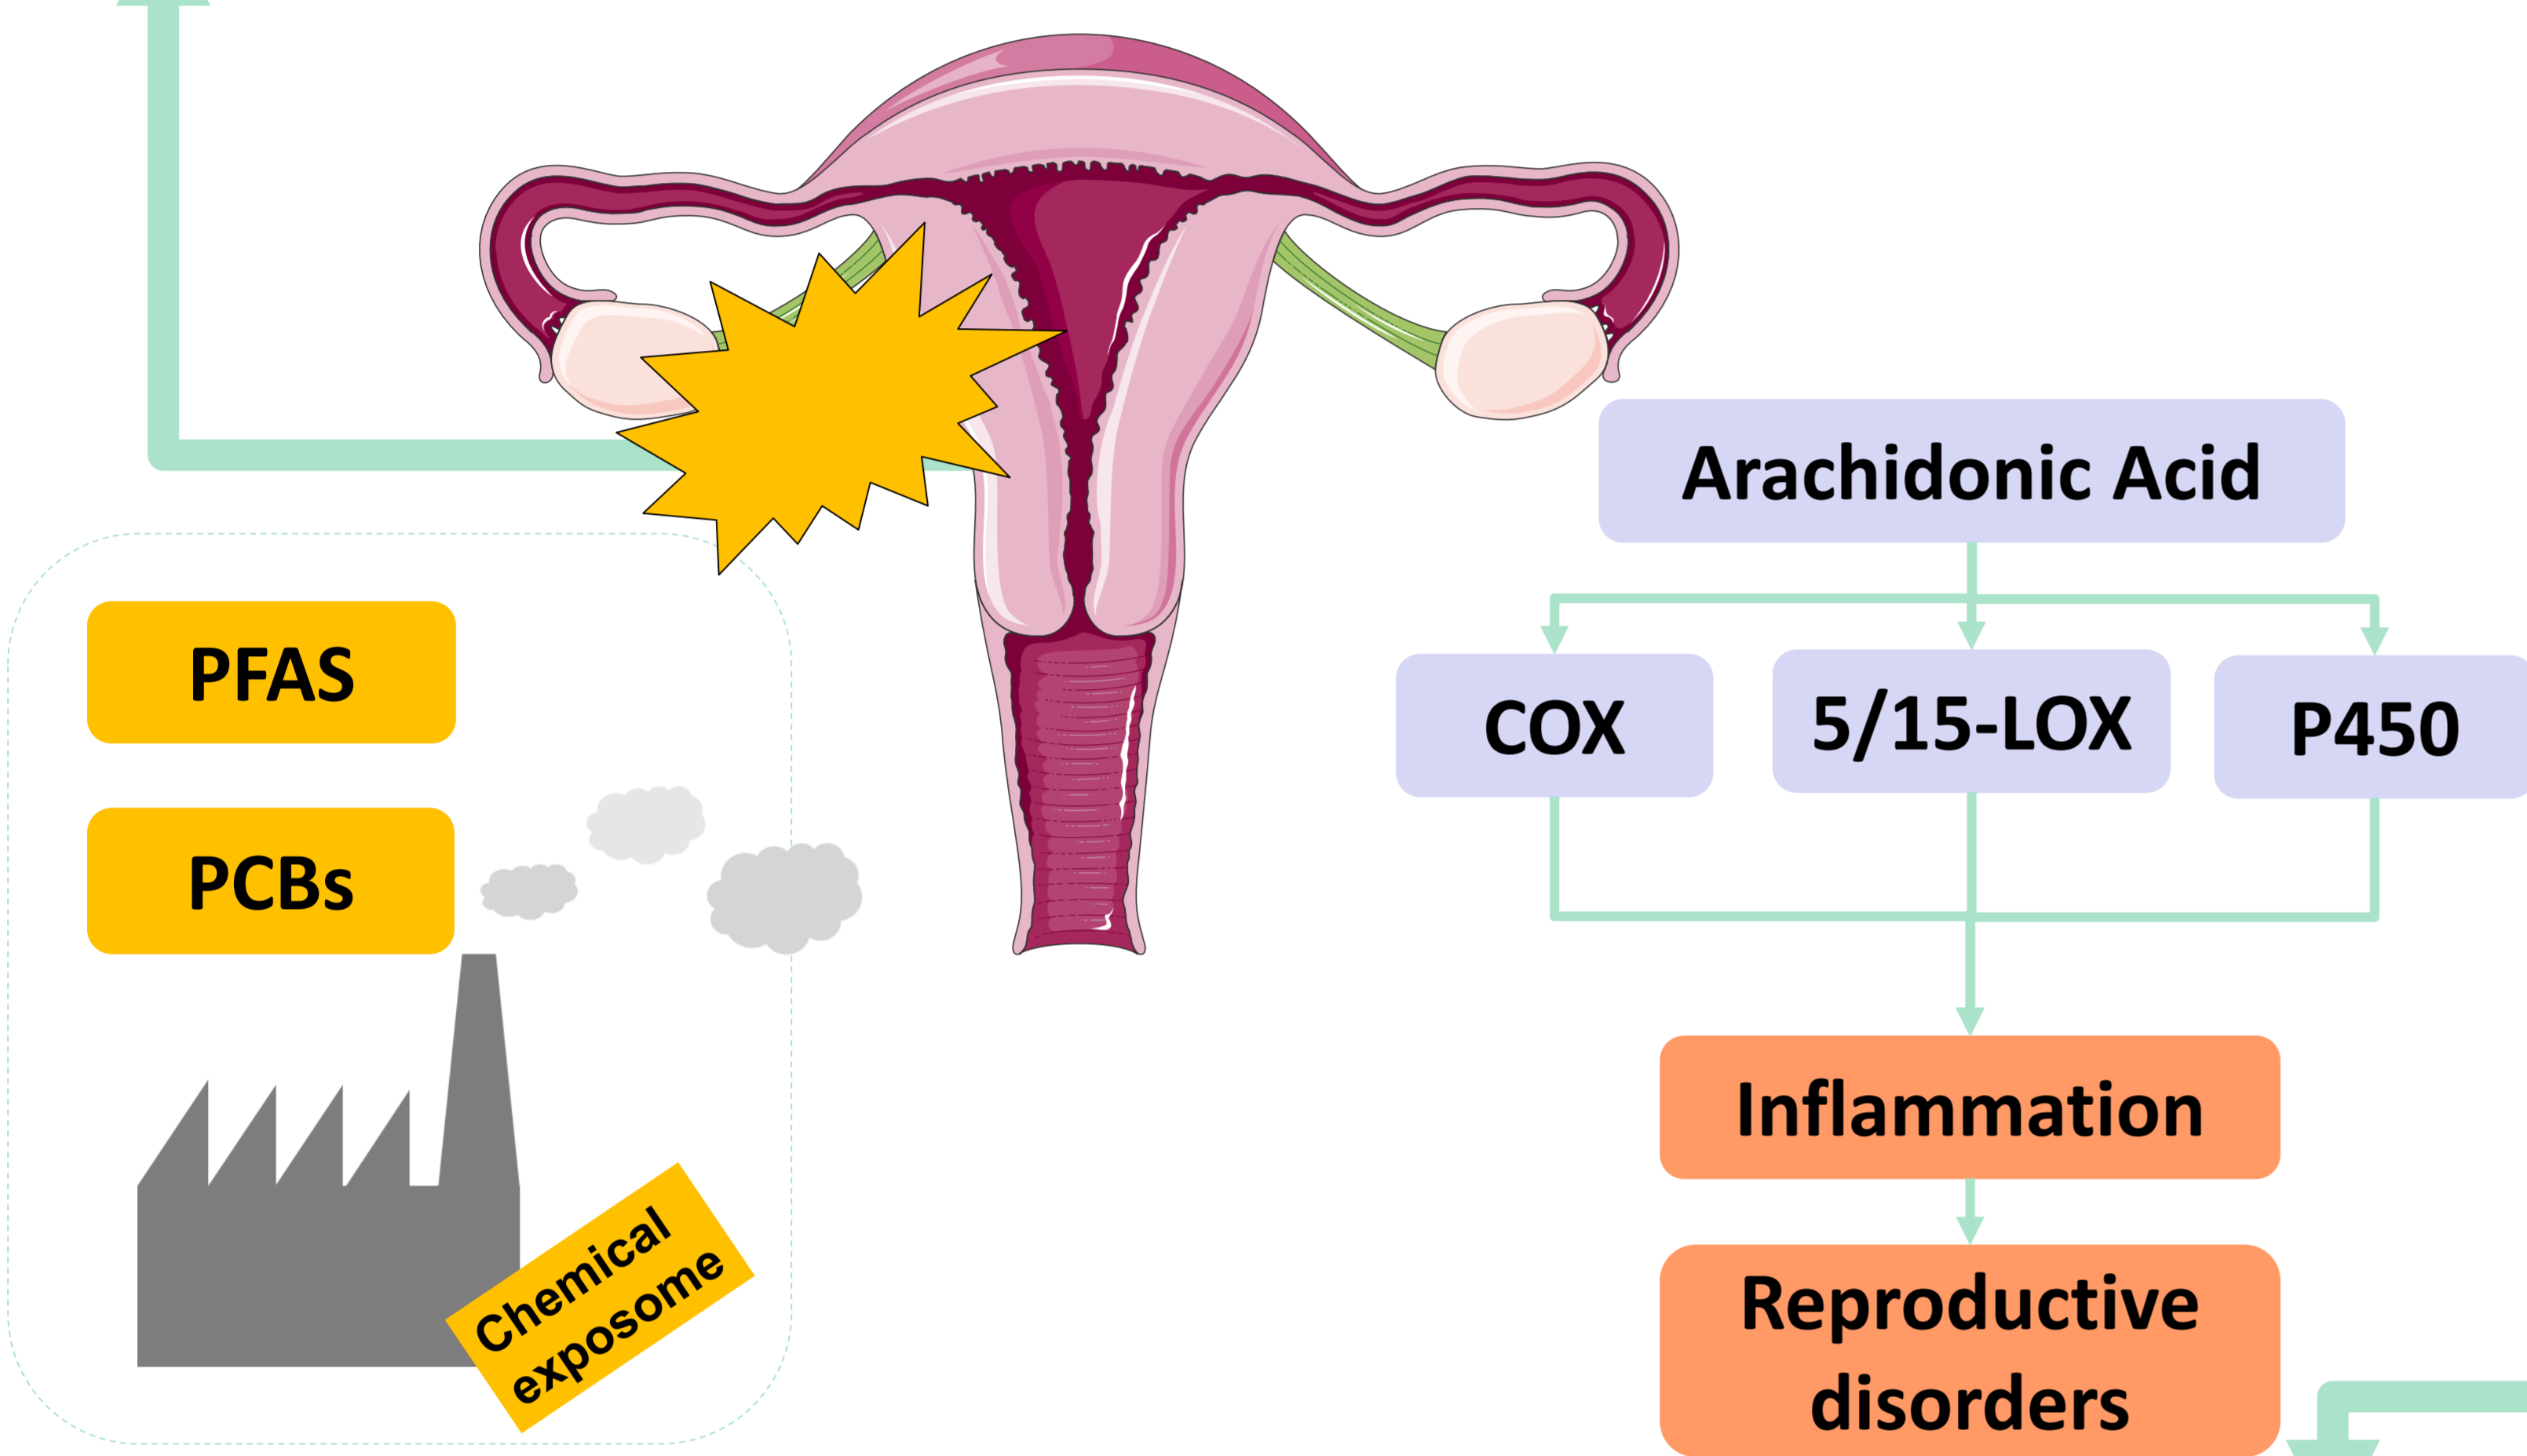 Arachidonic Acid
COX
5/15-LOX
P450
Inflammation
Reproductive
disorders
PFAS
PCBs
Chemical
exposome